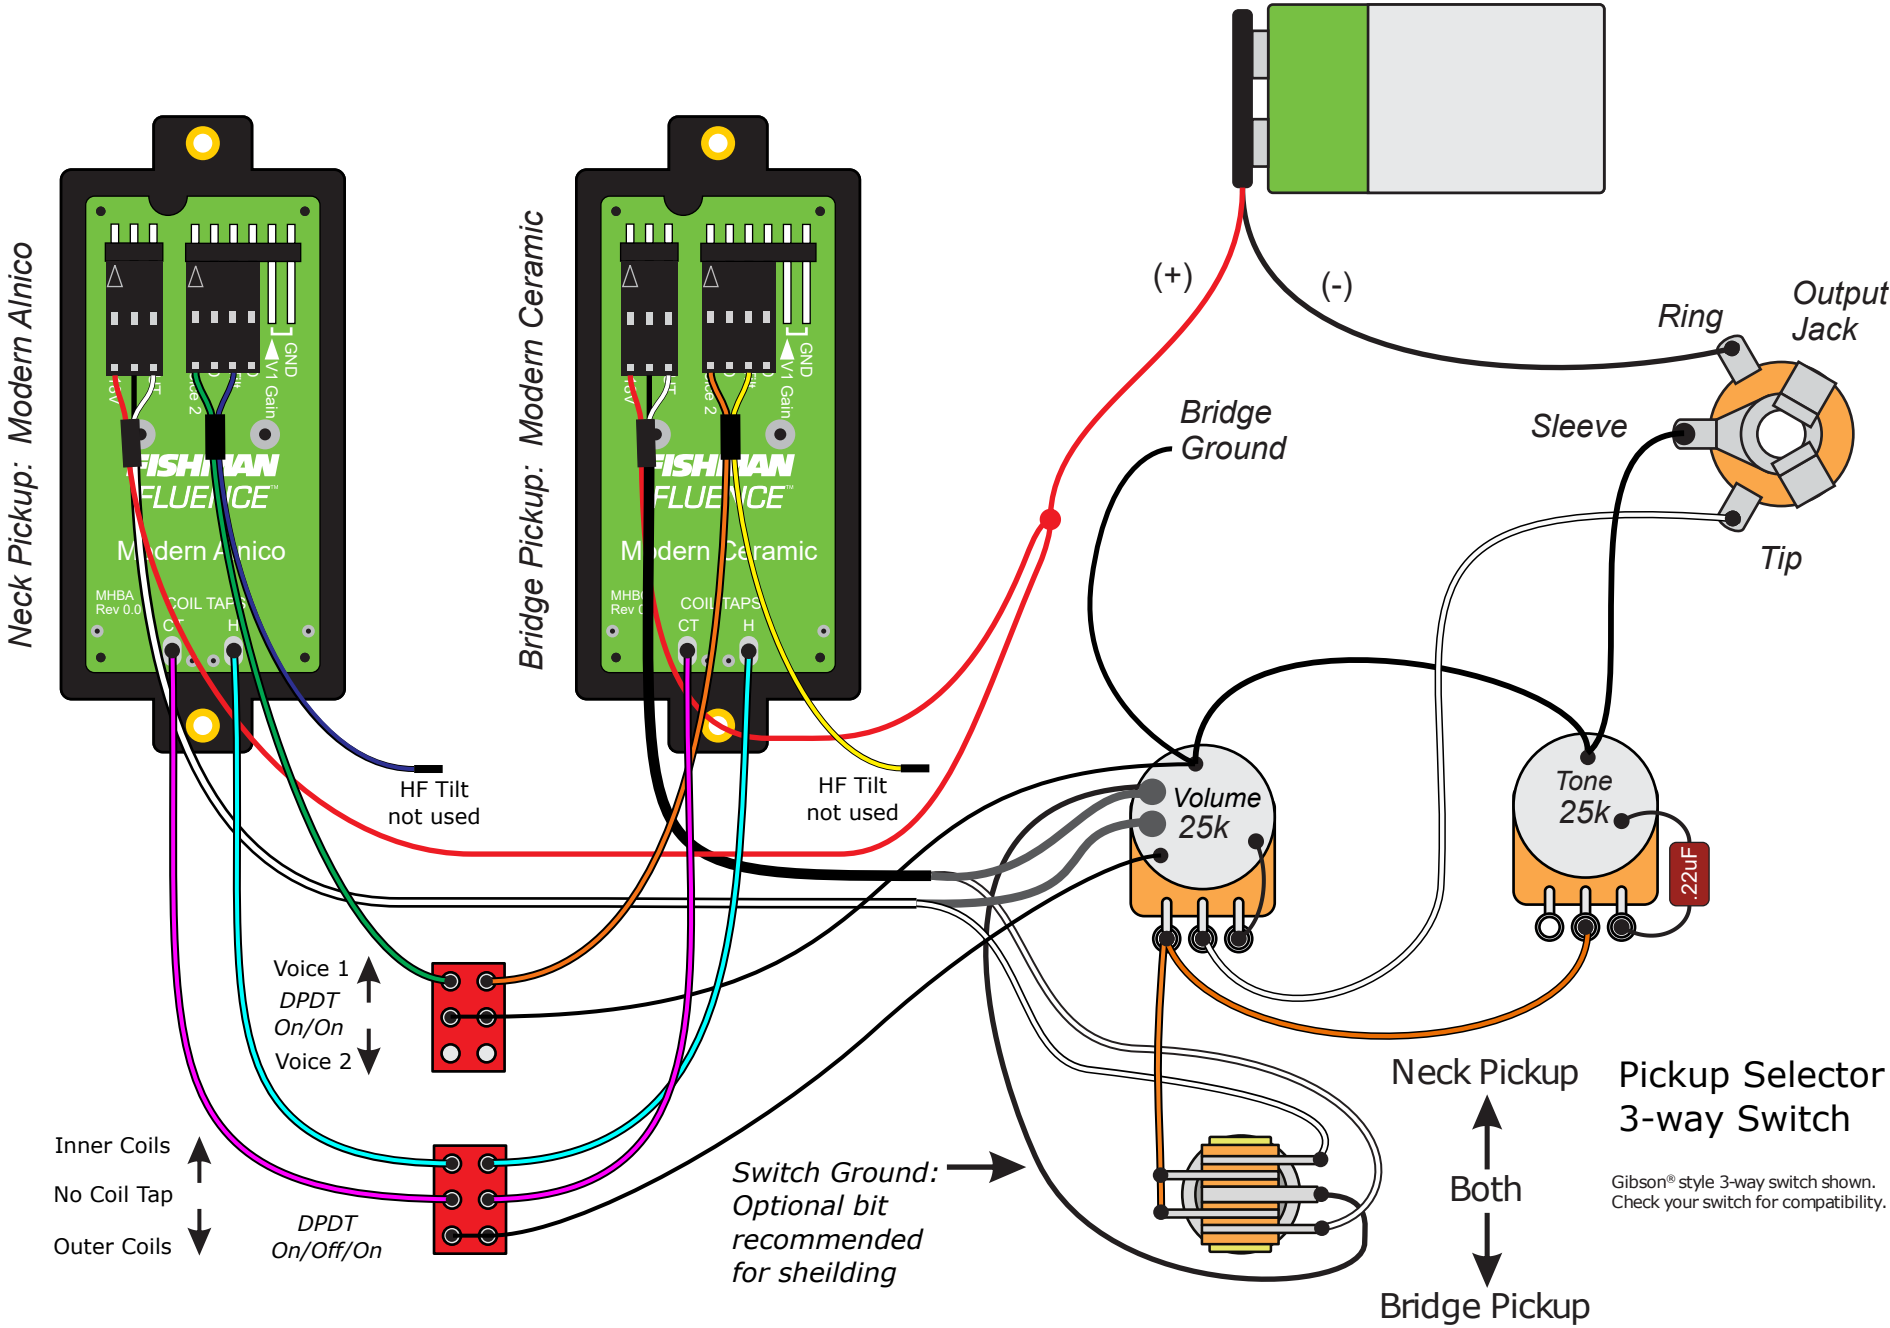 Neck Pickup:  Modern Alnico
GND
V1 Gain
FISHMAN
FLUENCE™
Modern Alnico
MHBA
Rev 0.0
COIL TAPS
CT
H
HF Tilt
not used
Bridge Pickup:  Modern Ceramic
GND
V1 Gain
FISHMAN
FLUENCE™
Modern Ceramic
COIL TAPS
CT
H
HF Tilt
not used
(+)
(-)
Ring
Output
Jack
Sleeve
Tip
Bridge
Ground
Volume
25k
Tone
25k
.22uF
Voice 1
DPDT
On/On
Voice 2
Inner Coils
No Coil Tap
Outer Coils
DPDT
On/Off/On
Switch Ground:
Optional bit
recommended
for sheilding
Neck Pickup
Both
Bridge Pickup
Pickup Selector
3-way Switch
Gibson® style 3-way switch shown.
Check your switch for compatibility.